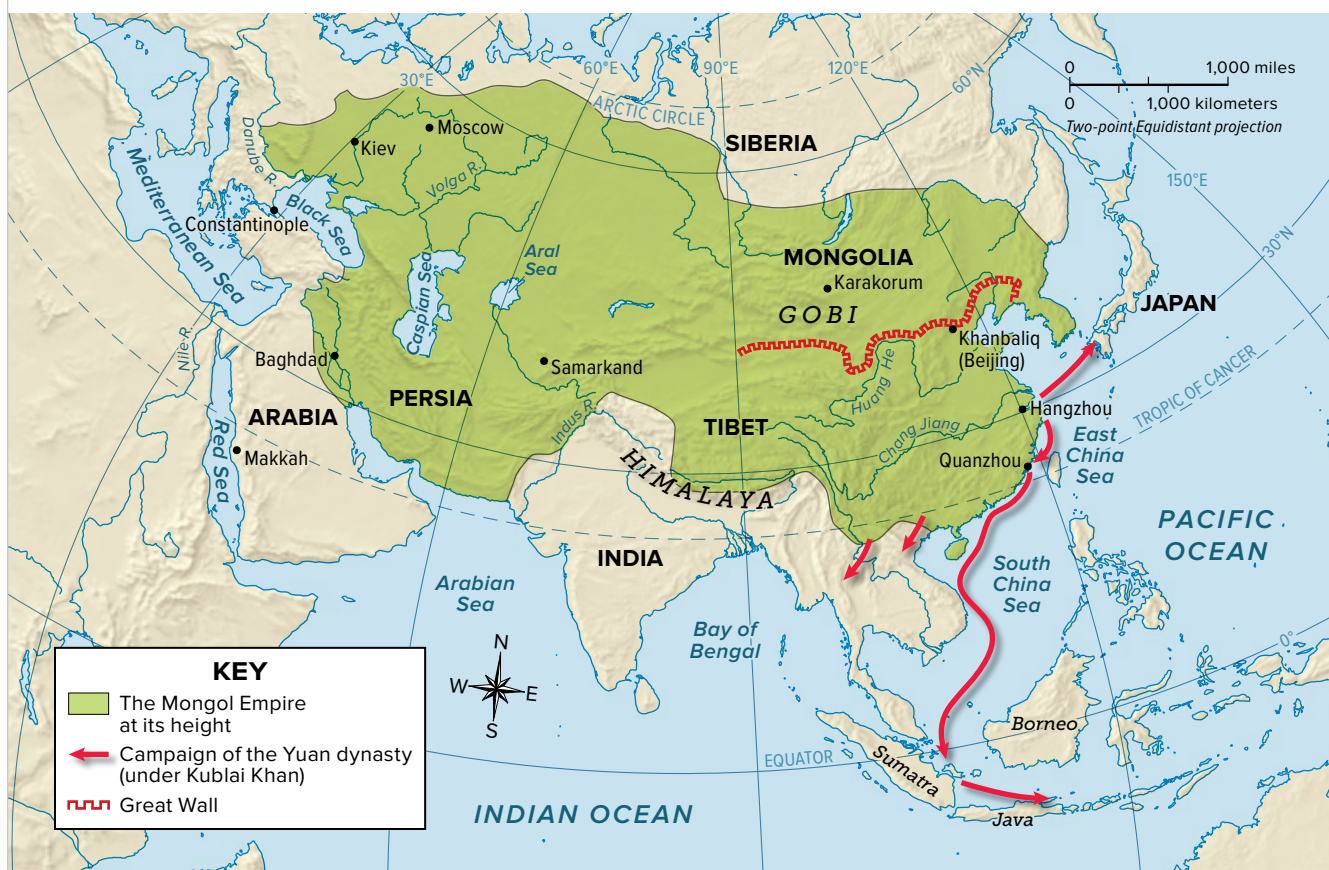 0 1,000 miles
0 1,000 kilometers
Two-point Equidistant projection
30°E
60°E
90°E
120°E
60°N
150°E
30°N
0°
ARCTIC CIRCLE
SIBERIA
Moscow
Kiev
Danube R.
Volga R.
Mediterranean Sea
Black Sea
Constantinople
Caspian Sea
Aral Sea
MONGOLIA
Karakorum
GOBI
JAPAN
Khanbaliq
(Beijing)
Nile R.
Baghdad
Samarkand
PERSIA
ARABIA
Red Sea
Makkah
Indus R.
TIBET
Huang He
Chang Jiang
Hangzhou
Quanzhou
TROPIC OF CANCER
East
China
Sea
HIMALAYA
INDIA
PACIFIC
OCEAN
Arabian
Sea
Bay of
Bengal
South
China
Sea
N
W E
S
EQUATOR
Borneo
Sumatra
Java
INDIAN OCEAN
KEY
The Mongol Empire
at its height
Campaign of the Yuan dynasty
(under Kublai Khan)
Great Wall